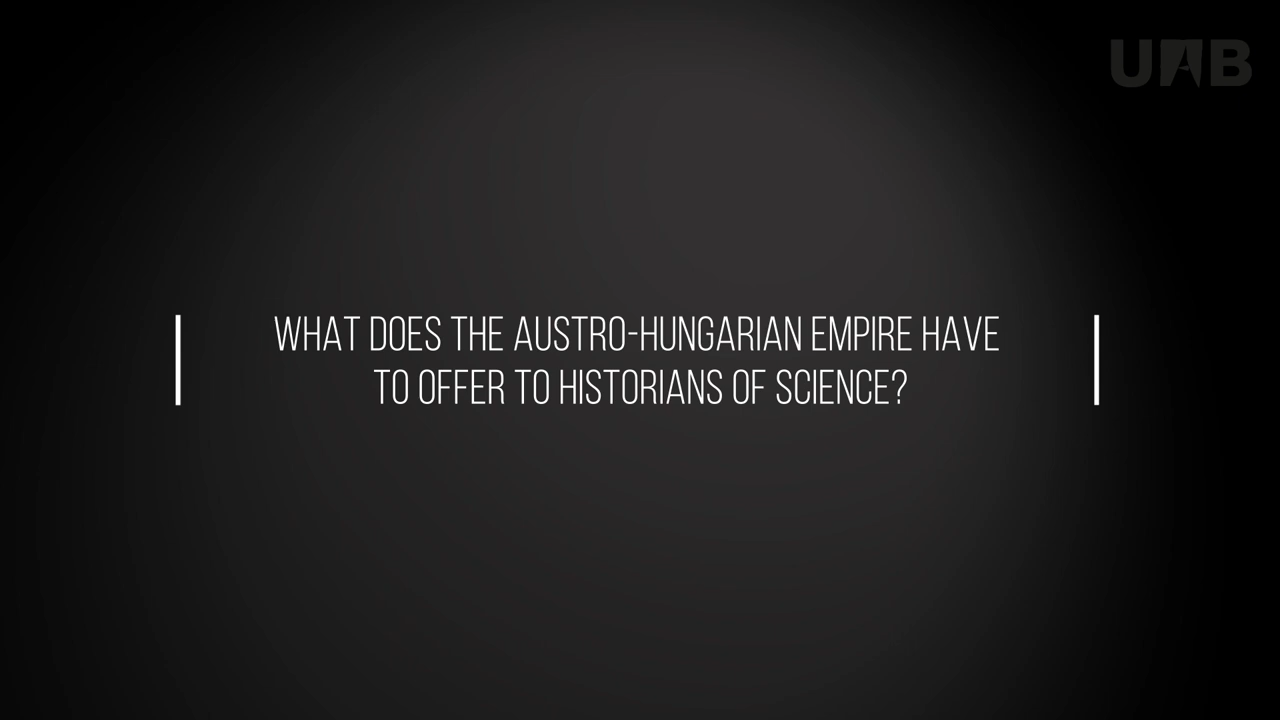 UAB
WHAT DOES THE AUSTRO-HUNGARIAN EMPIRE HAVE
TO OFFER TO HISTORIANS OF SCIENCE?